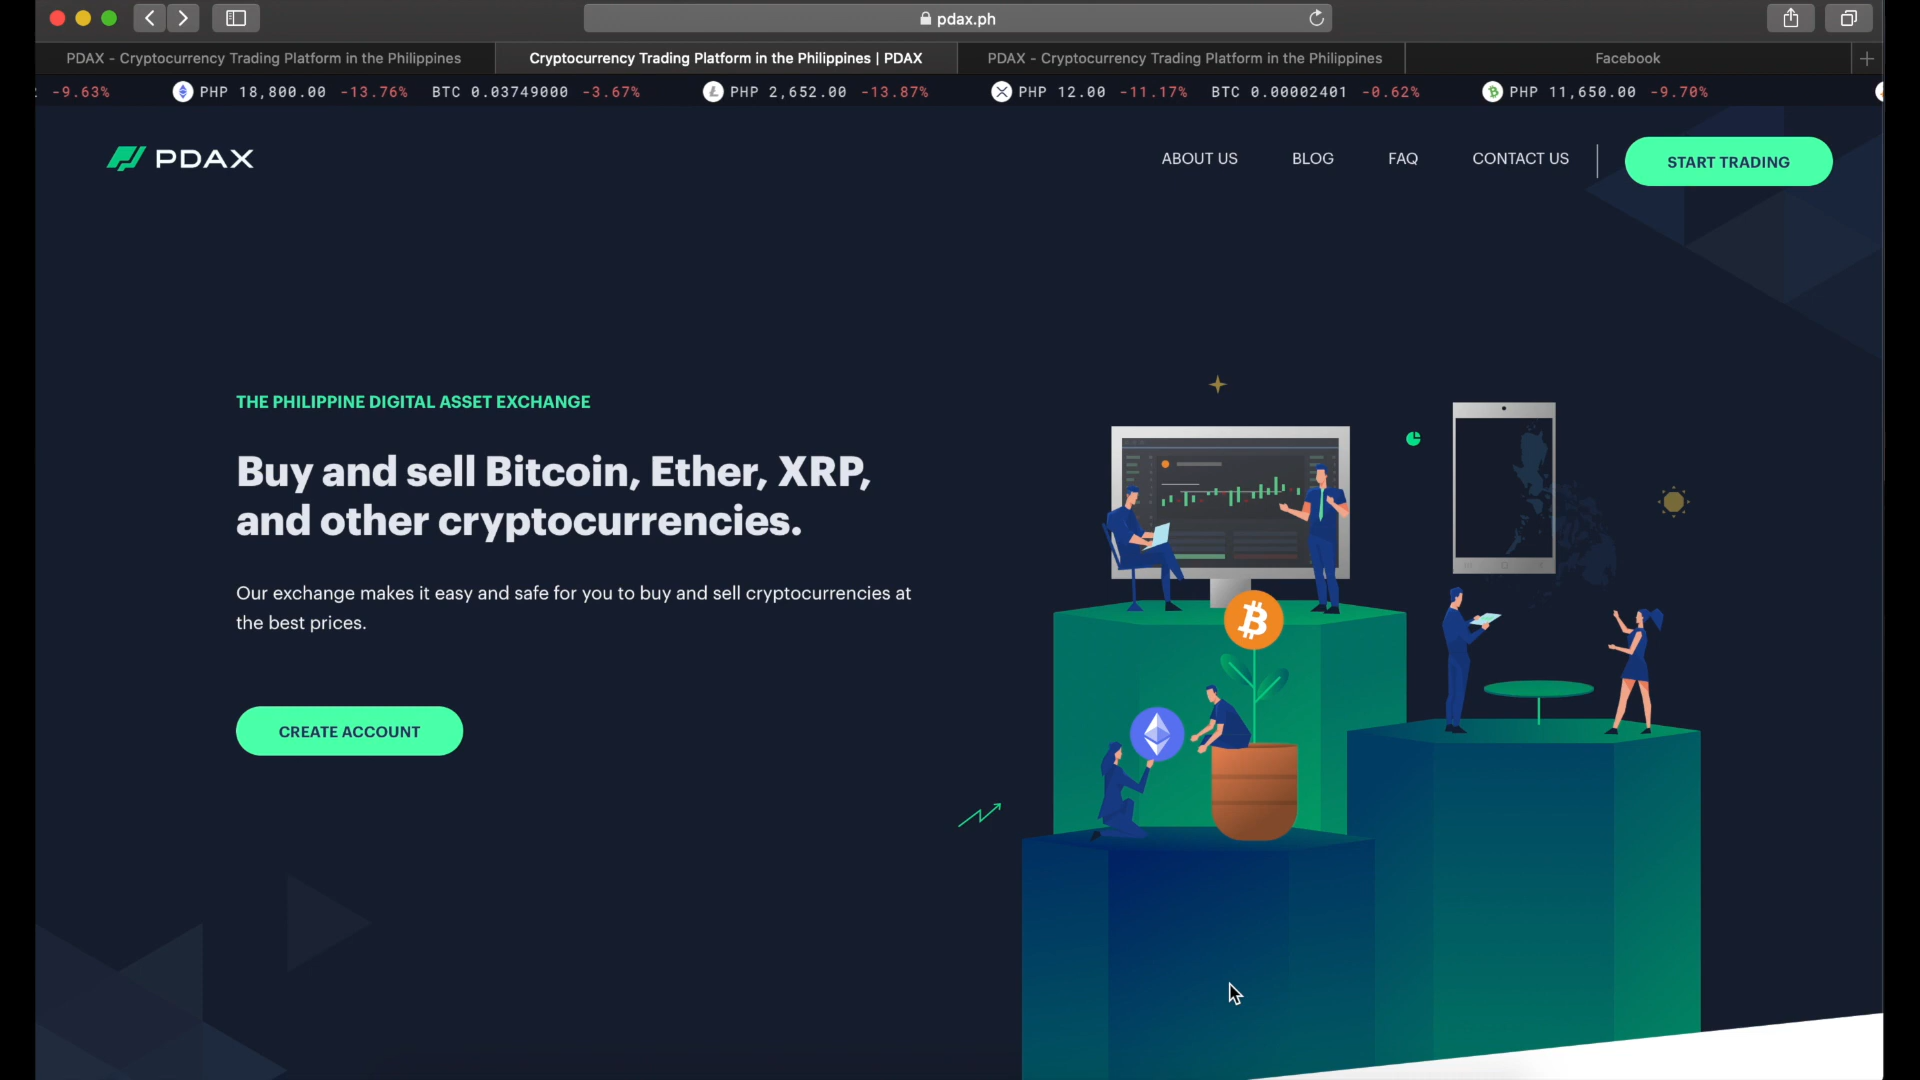 pdax.ph
PDAX - Cryptocurrency Trading Platform in the Philippines
Cryptocurrency Trading Platform in the Philippines | PDAX
PDAX - Cryptocurrency Trading Platform in the Philippines
Facebook
-9.63% PHP 18,800.00 -13.76% BTC 0.03749000 -3.67% PHP 2,652.00 -13.87% PHP 12.00 -11.17% BTC 0.00002401 -0.62% PHP 11,650.00 -9.70%
PDAX
ABOUT US
BLOG
FAQ
CONTACT US
START TRADING
THE PHILIPPINE DIGITAL ASSET EXCHANGE
Buy and sell Bitcoin, Ether, XRP,
and other cryptocurrencies.
Our exchange makes it easy and safe for you to buy and sell cryptocurrencies at
the best prices.
CREATE ACCOUNT